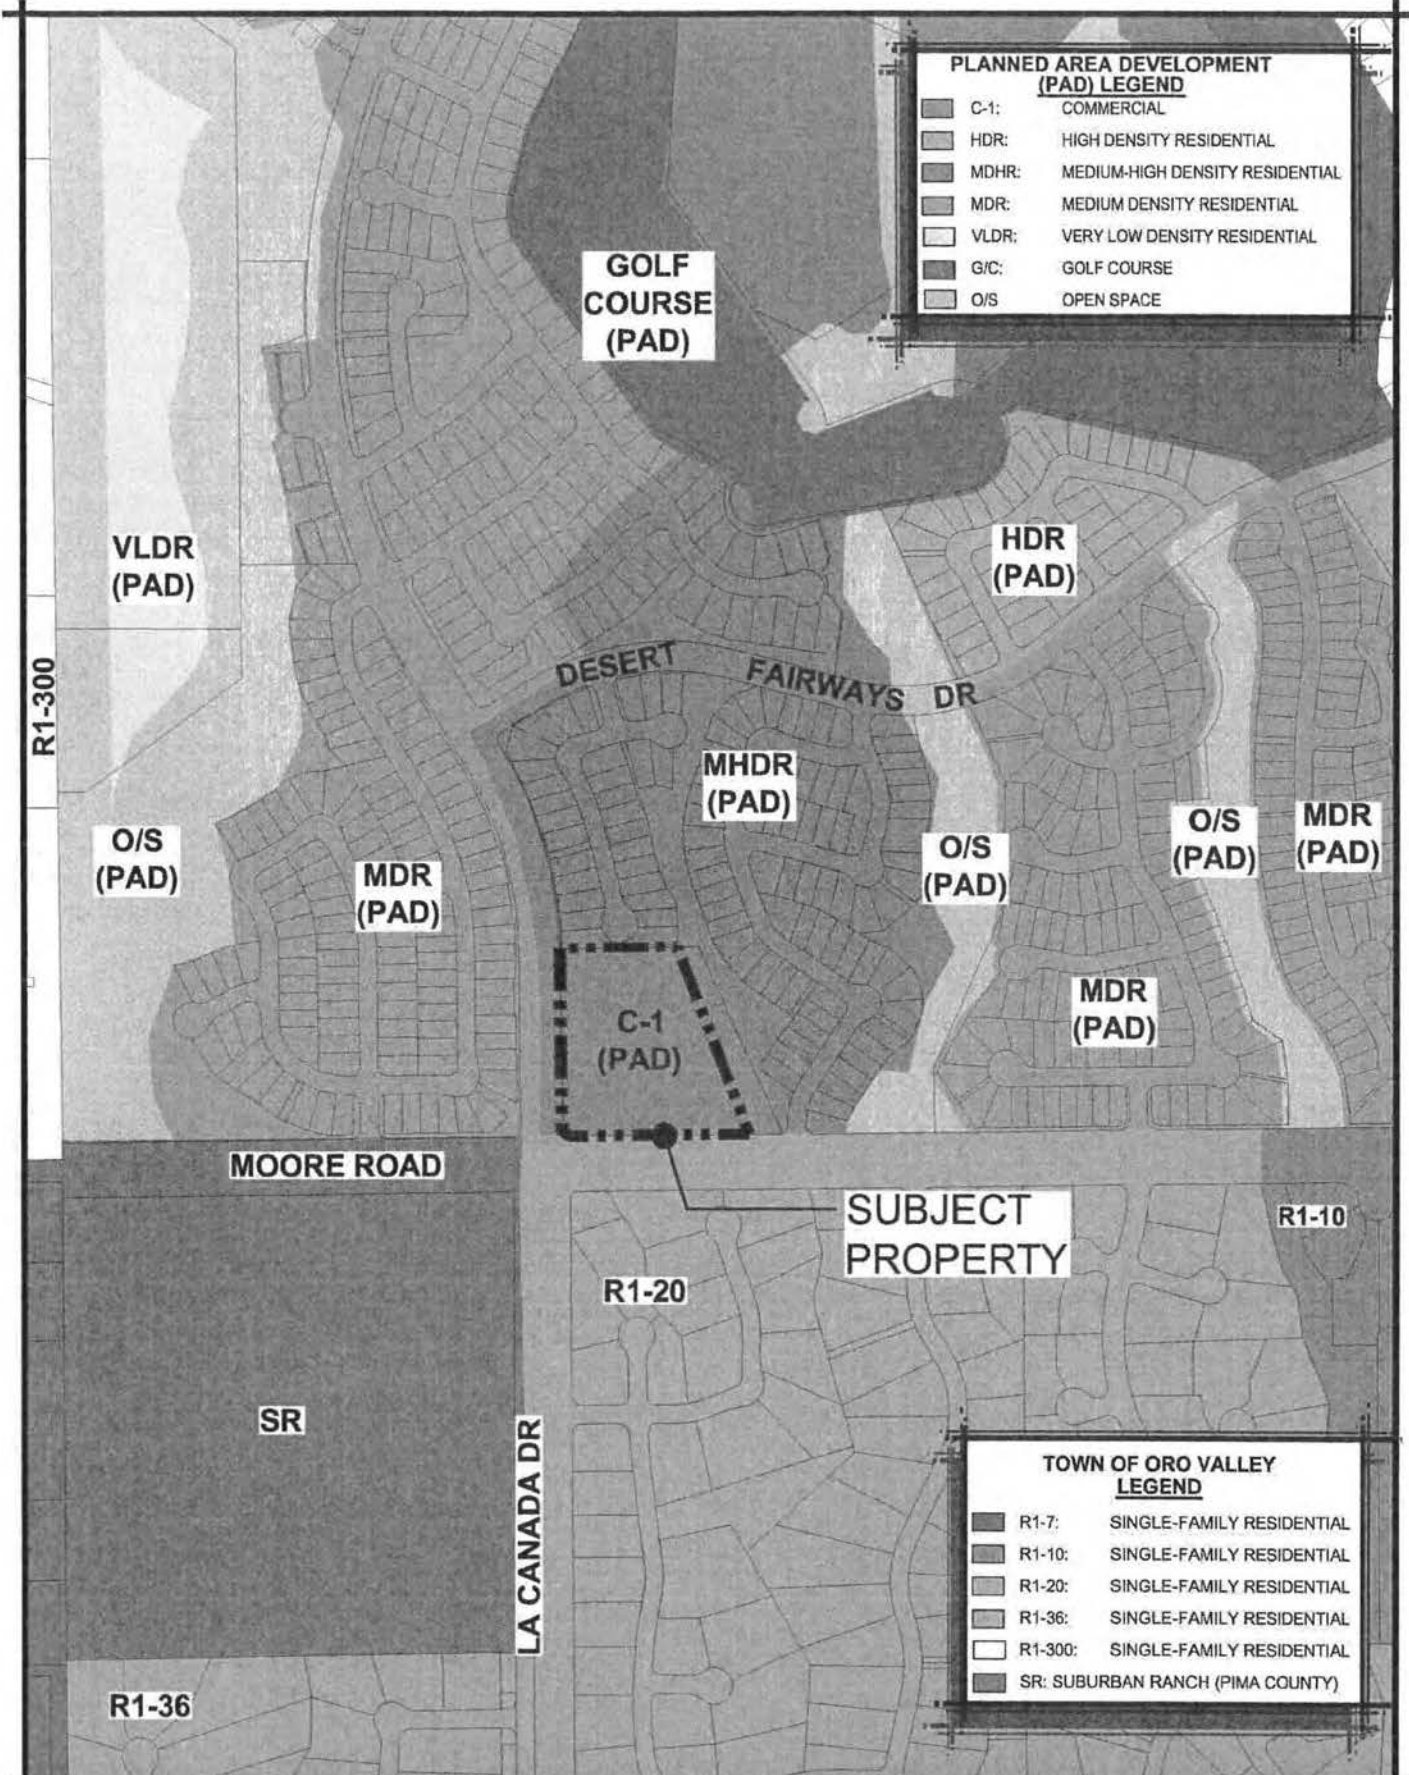 PLANNED AREA DEVELOPMENT
(PAD) LEGEND
C-1: COMMERCIAL
HDR: HIGH DENSITY RESIDENTIAL
MDHR: MEDIUM-HIGH DENSITY RESIDENTIAL
MDR: MEDIUM DENSITY RESIDENTIAL
VLDR: VERY LOW DENSITY RESIDENTIAL
G/C: GOLF COURSE
O/S OPEN SPACE
GOLF
COURSE
(PAD)
VLDR
(PAD)
HDR
(PAD)
R1-300
DESERT FAIRWAYS DR
MHDR
(PAD)
O/S
(PAD)
MDR
(PAD)
O/S
(PAD)
O/S
(PAD)
MDR
(PAD)
C-1
(PAD)
MDR
(PAD)
MOORE ROAD
SUBJECT
PROPERTY
R1-10
R1-20
SR
LA CANADA DR
R1-36
TOWN OF ORO VALLEY
LEGEND
R1-7: SINGLE-FAMILY RESIDENTIAL
R1-10: SINGLE-FAMILY RESIDENTIAL
R1-20: SINGLE-FAMILY RESIDENTIAL
R1-36: SINGLE-FAMILY RESIDENTIAL
R1-300: SINGLE-FAMILY RESIDENTIAL
SR: SUBURBAN RANCH (PIMA COUNTY)